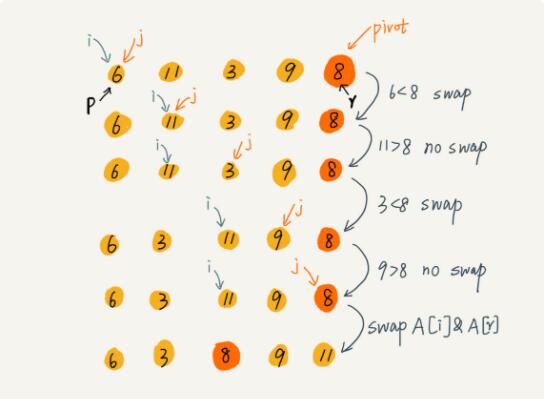 pivot
i j
6 11 3 9 8
p r
6<8 swap
i j
6 11 3 9 8
11>8 no swap
i j
6 11 3 9 8
3<8 swap
i j
6 3 11 9 8
9>8 no swap
i j
6 3 11 9 8
swap A[i]&A[r]
6 3 8 9 11